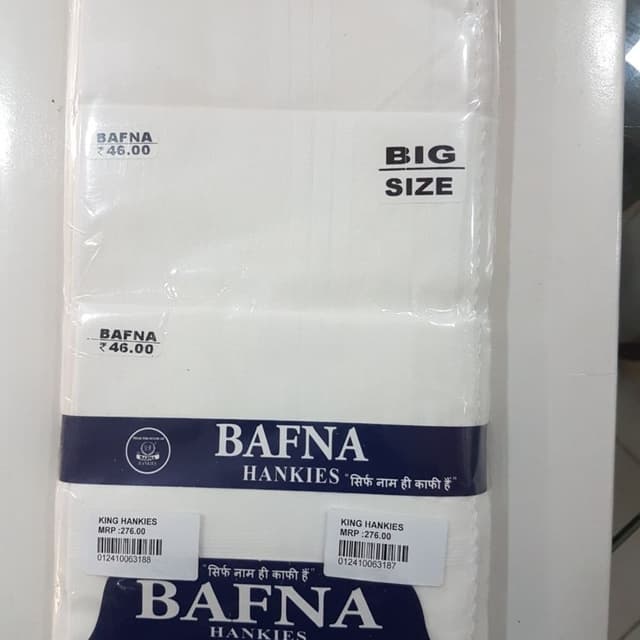 BAFNA
₹ 46.00
BIG
SIZE
BAFNA
₹ 46.00
BAFNA
HANKIES "सिर्फ नाम ही काफी हैं"
KING HANKIES
MRP :276.00
012410063188
KING HANKIES
MRP :276.00
012410063187
"सिर्फ नाम ही काफी हैं"
BAFNA
HANKIES